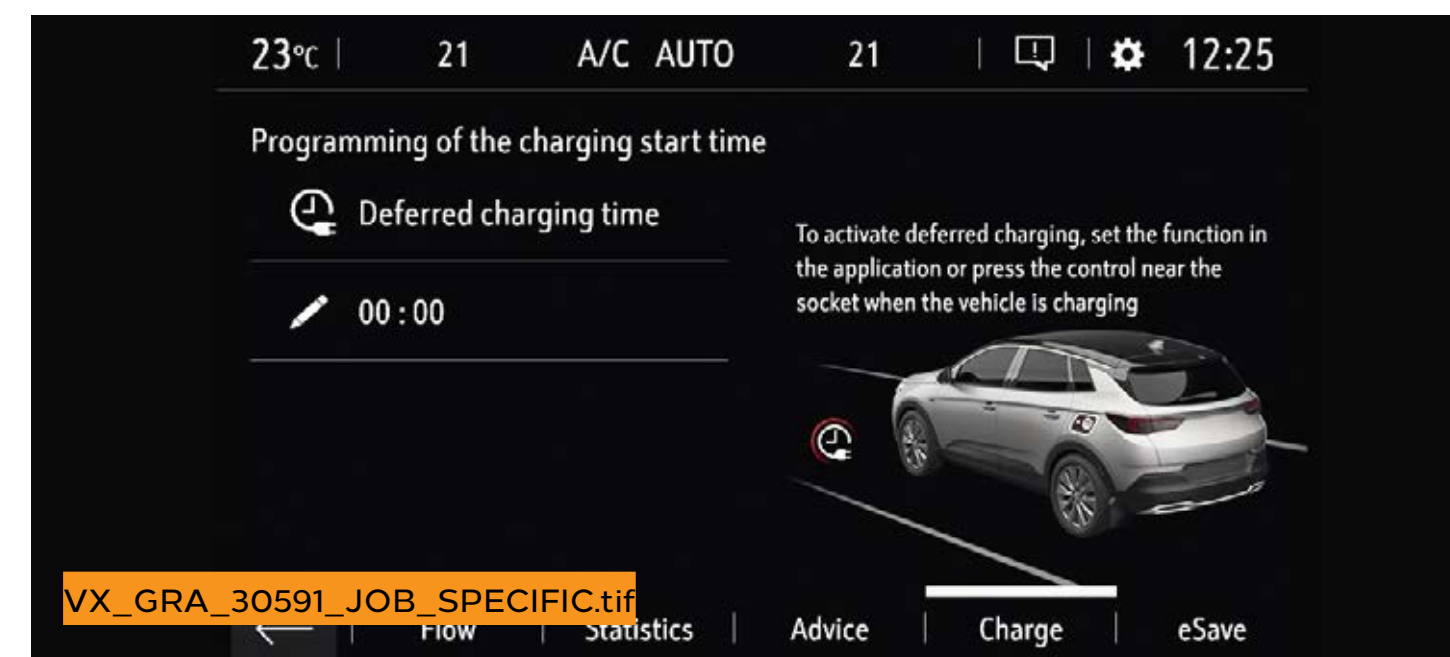 23°C | 21 A/C AUTO 21 | | 12:25
Programming of the charging start time
Deferred charging time
00 : 00
To activate deferred charging, set the function in
the application or press the control near the
socket when the vehicle is charging
VX_GRA_30591_JOB_SPECIFIC.tif
Flow | Statistics | Advice | Charge | eSave